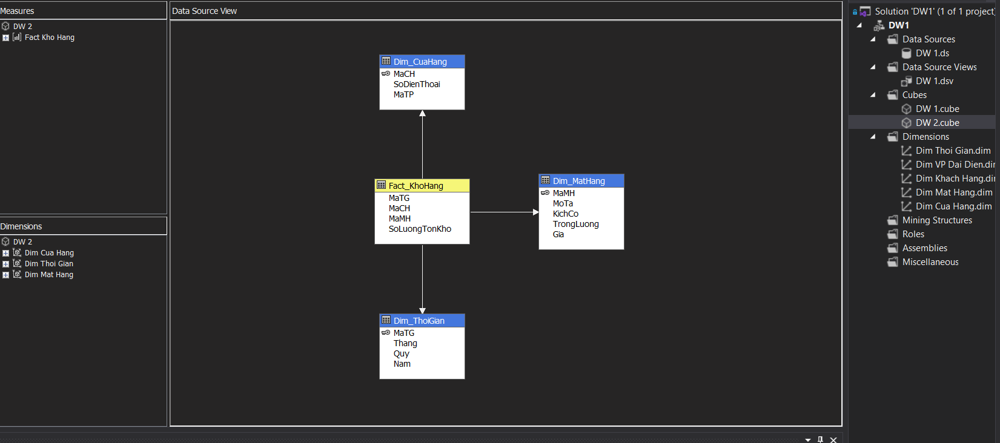 Measures
DW 2
Fact Kho Hang
Dimensions
DW 2
Dim Cua Hang
Dim Thoi Gian
Dim Mat Hang
Data Source View
Dim_CuaHang
MaCH
SoDienThoai
MaTP
Fact_KhoHang
MaTG
MaCH
MaMH
SoLuongTonKho
Dim_MatHang
MaMH
MoTa
KichCo
TrongLuong
Gia
Dim_ThoiGian
MaTG
Thang
Quy
Nam
Solution 'DW1' (1 of 1 project)
DW1
Data Sources
DW 1.ds
Data Source Views
DW 1.dsv
Cubes
DW 1.cube
DW 2.cube
Dimensions
Dim Thoi Gian.dim
Dim VP Dai Dien.di
Dim Khach Hang.di
Dim Mat Hang.dim
Dim Cua Hang.dim
Mining Structures
Roles
Assemblies
Miscellaneous